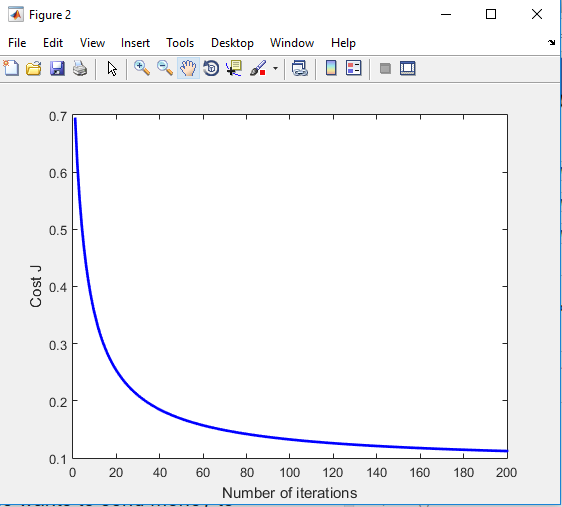 Figure 2
File Edit View Insert Tools Desktop Window Help
0.7
0.6
0.5
0.4
0.3
0.2
0.1
Cost J
0 20 40 60 80 100 120 140 160 180 200
Number of iterations